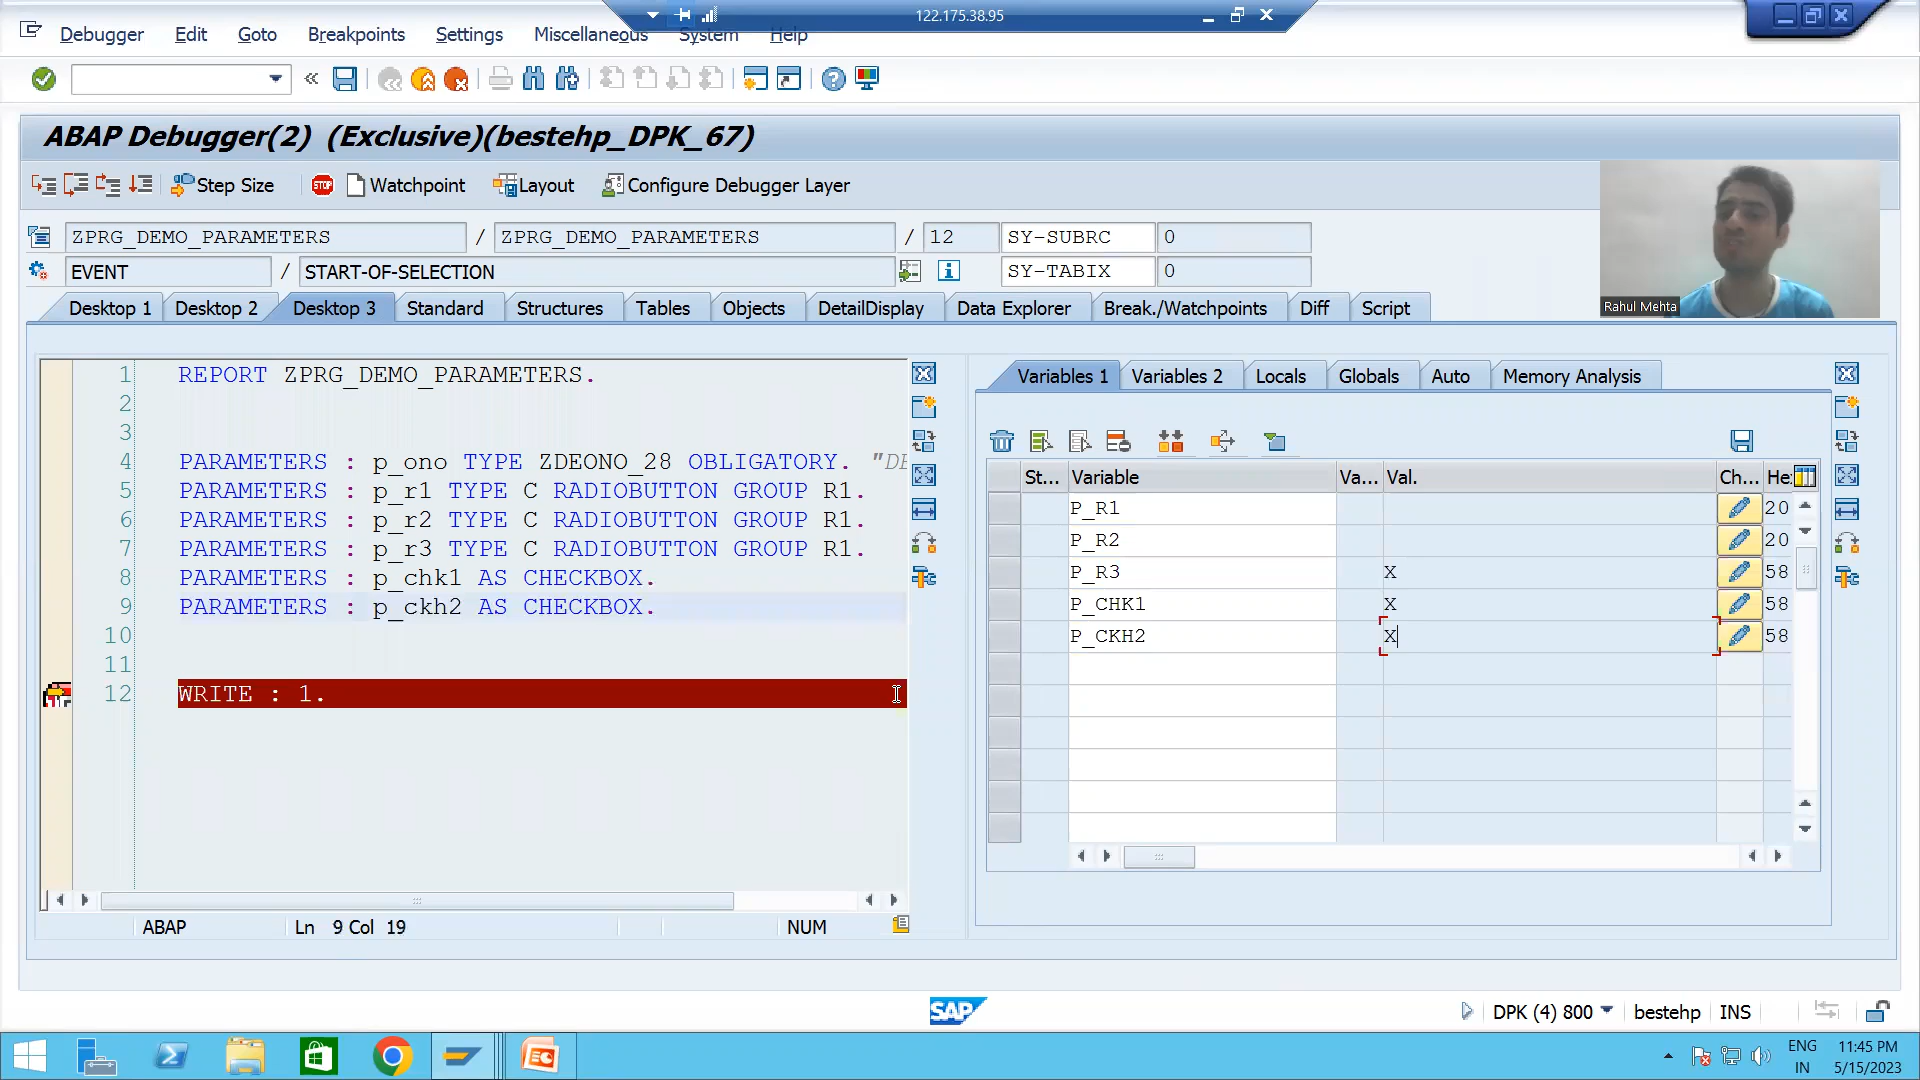 122.175.38.95
Debugger Edit Goto Breakpoints Settings Miscellaneous System Help
ABAP Debugger(2) (Exclusive)(bestehp_DPK_67)
Step Size STOP Watchpoint Layout Configure Debugger Layer
ZPRG_DEMO_PARAMETERS / ZPRG_DEMO_PARAMETERS / 12 SY-SUBRC 0
EVENT / START-OF-SELECTION SY-TABIX 0
Rahul Mehta
Desktop 1 Desktop 2 Desktop 3 Standard Structures Tables Objects DetailDisplay Data Explorer Break./Watchpoints Diff Script
1 REPORT ZPRG_DEMO_PARAMETERS.
2
3
4 PARAMETERS : p_ono TYPE ZDEONO_28 OBLIGATORY. "DE
5 PARAMETERS : p_r1 TYPE C RADIOBUTTON GROUP R1.
6 PARAMETERS : p_r2 TYPE C RADIOBUTTON GROUP R1.
7 PARAMETERS : p_r3 TYPE C RADIOBUTTON GROUP R1.
8 PARAMETERS : p_chk1 AS CHECKBOX.
9 PARAMETERS : p_ckh2 AS CHECKBOX.
10
11
12 WRITE : 1.
ABAP Ln 9 Col 19 NUM
Variables 1 Variables 2 Locals Globals Auto Memory Analysis
St... Variable Va... Val. Ch... He
P_R1 20
P_R2 20
P_R3 X 58
P_CHK1 X 58
P_CKH2 X 58
SAP DPK (4) 800 bestehp INS
ENG 11:45 PM
IN 5/15/2023